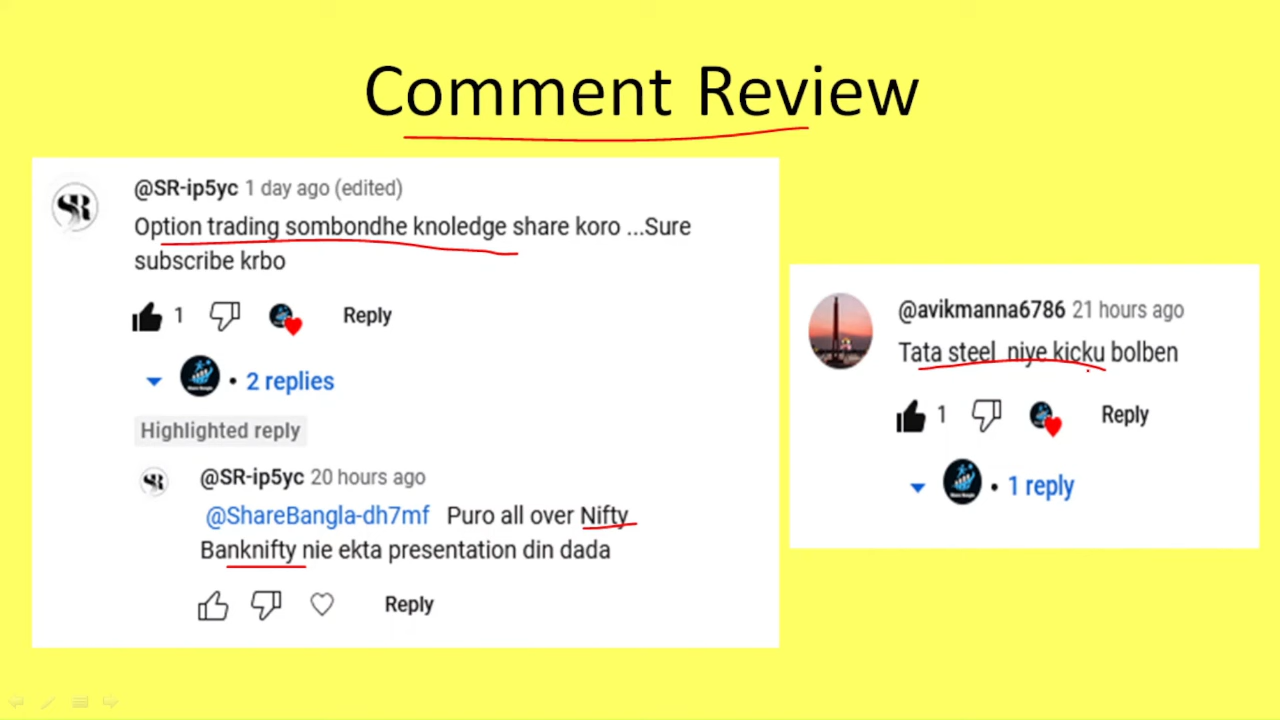 Comment Review
@SR-ip5yc 1 day ago (edited)
Option trading sombondhe knoledge share koro ...Sure
subscribe krbo
1 Reply
2 replies
Highlighted reply
@SR-ip5yc 20 hours ago
@ShareBangla-dh7mf Puro all over Nifty
Banknifty nie ekta presentation din dada
Reply
@avikmanna6786 21 hours ago
Tata steel niye kicku bolben
1 Reply
1 reply